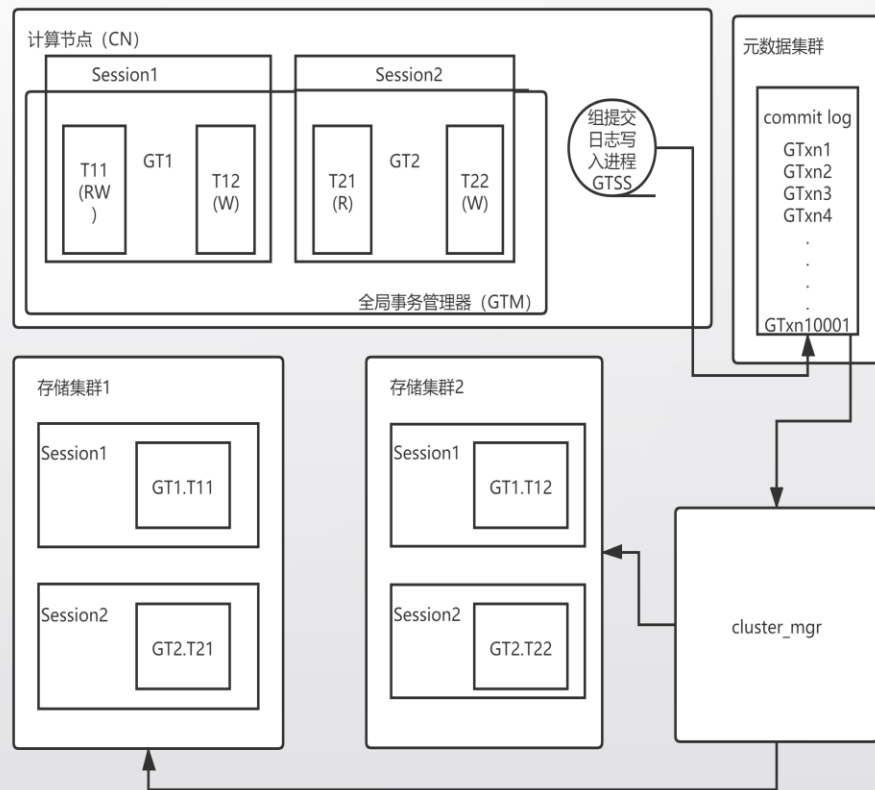 计算节点（CN）
Session1
Session2
T11
(RW
)
GT1
T12
(W)
T21
(R)
GT2
T22
(W)
全局事务管理器（GTM）
组提交
日志写
入进程
GTSS
元数据集群
commit log
GTxn1
GTxn2
GTxn3
GTxn4
.
.
.
.
GTxn10001
存储集群1
Session1
GT1.T11
Session2
GT2.T21
存储集群2
Session1
GT1.T12
Session2
GT2.T22
cluster_mgr